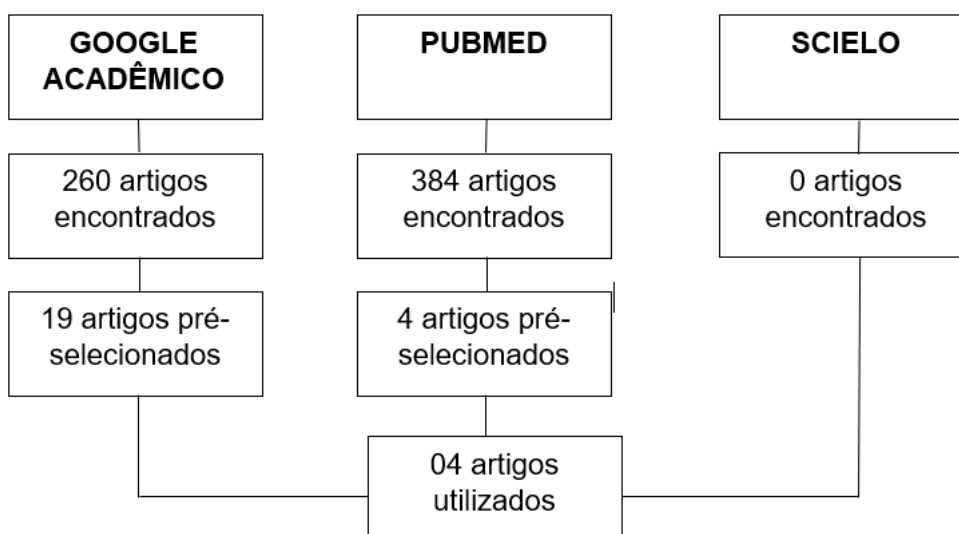 GOOGLE
ACADÊMICO
PUBMED
SCIELO
260 artigos
encontrados
384 artigos
encontrados
0 artigos
encontrados
19 artigos pré-
selecionados
4 artigos pré-
selecionados
04 artigos
utilizados